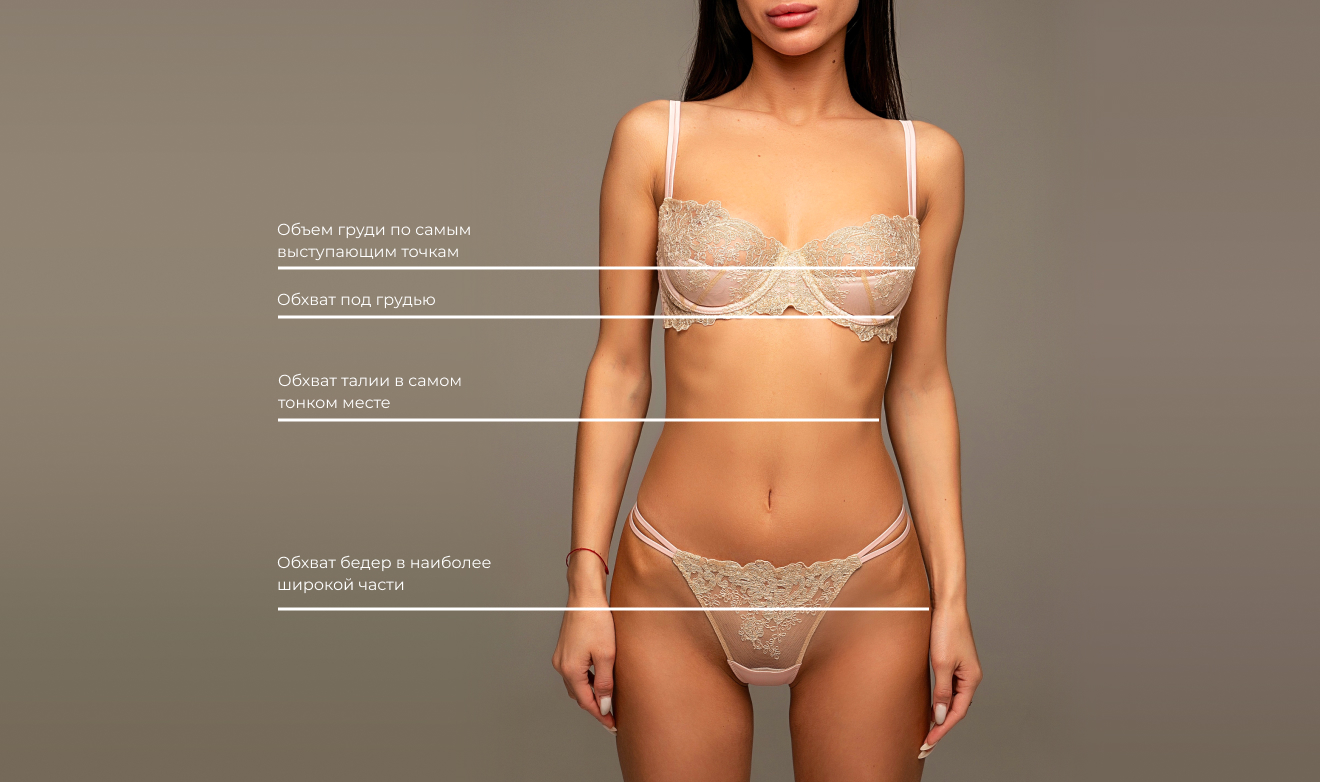 Объем груди по самым
выступающим точкам
Обхват под грудью
Обхват талии в самом
тонком месте
Обхват бедер в наиболее
широкой части